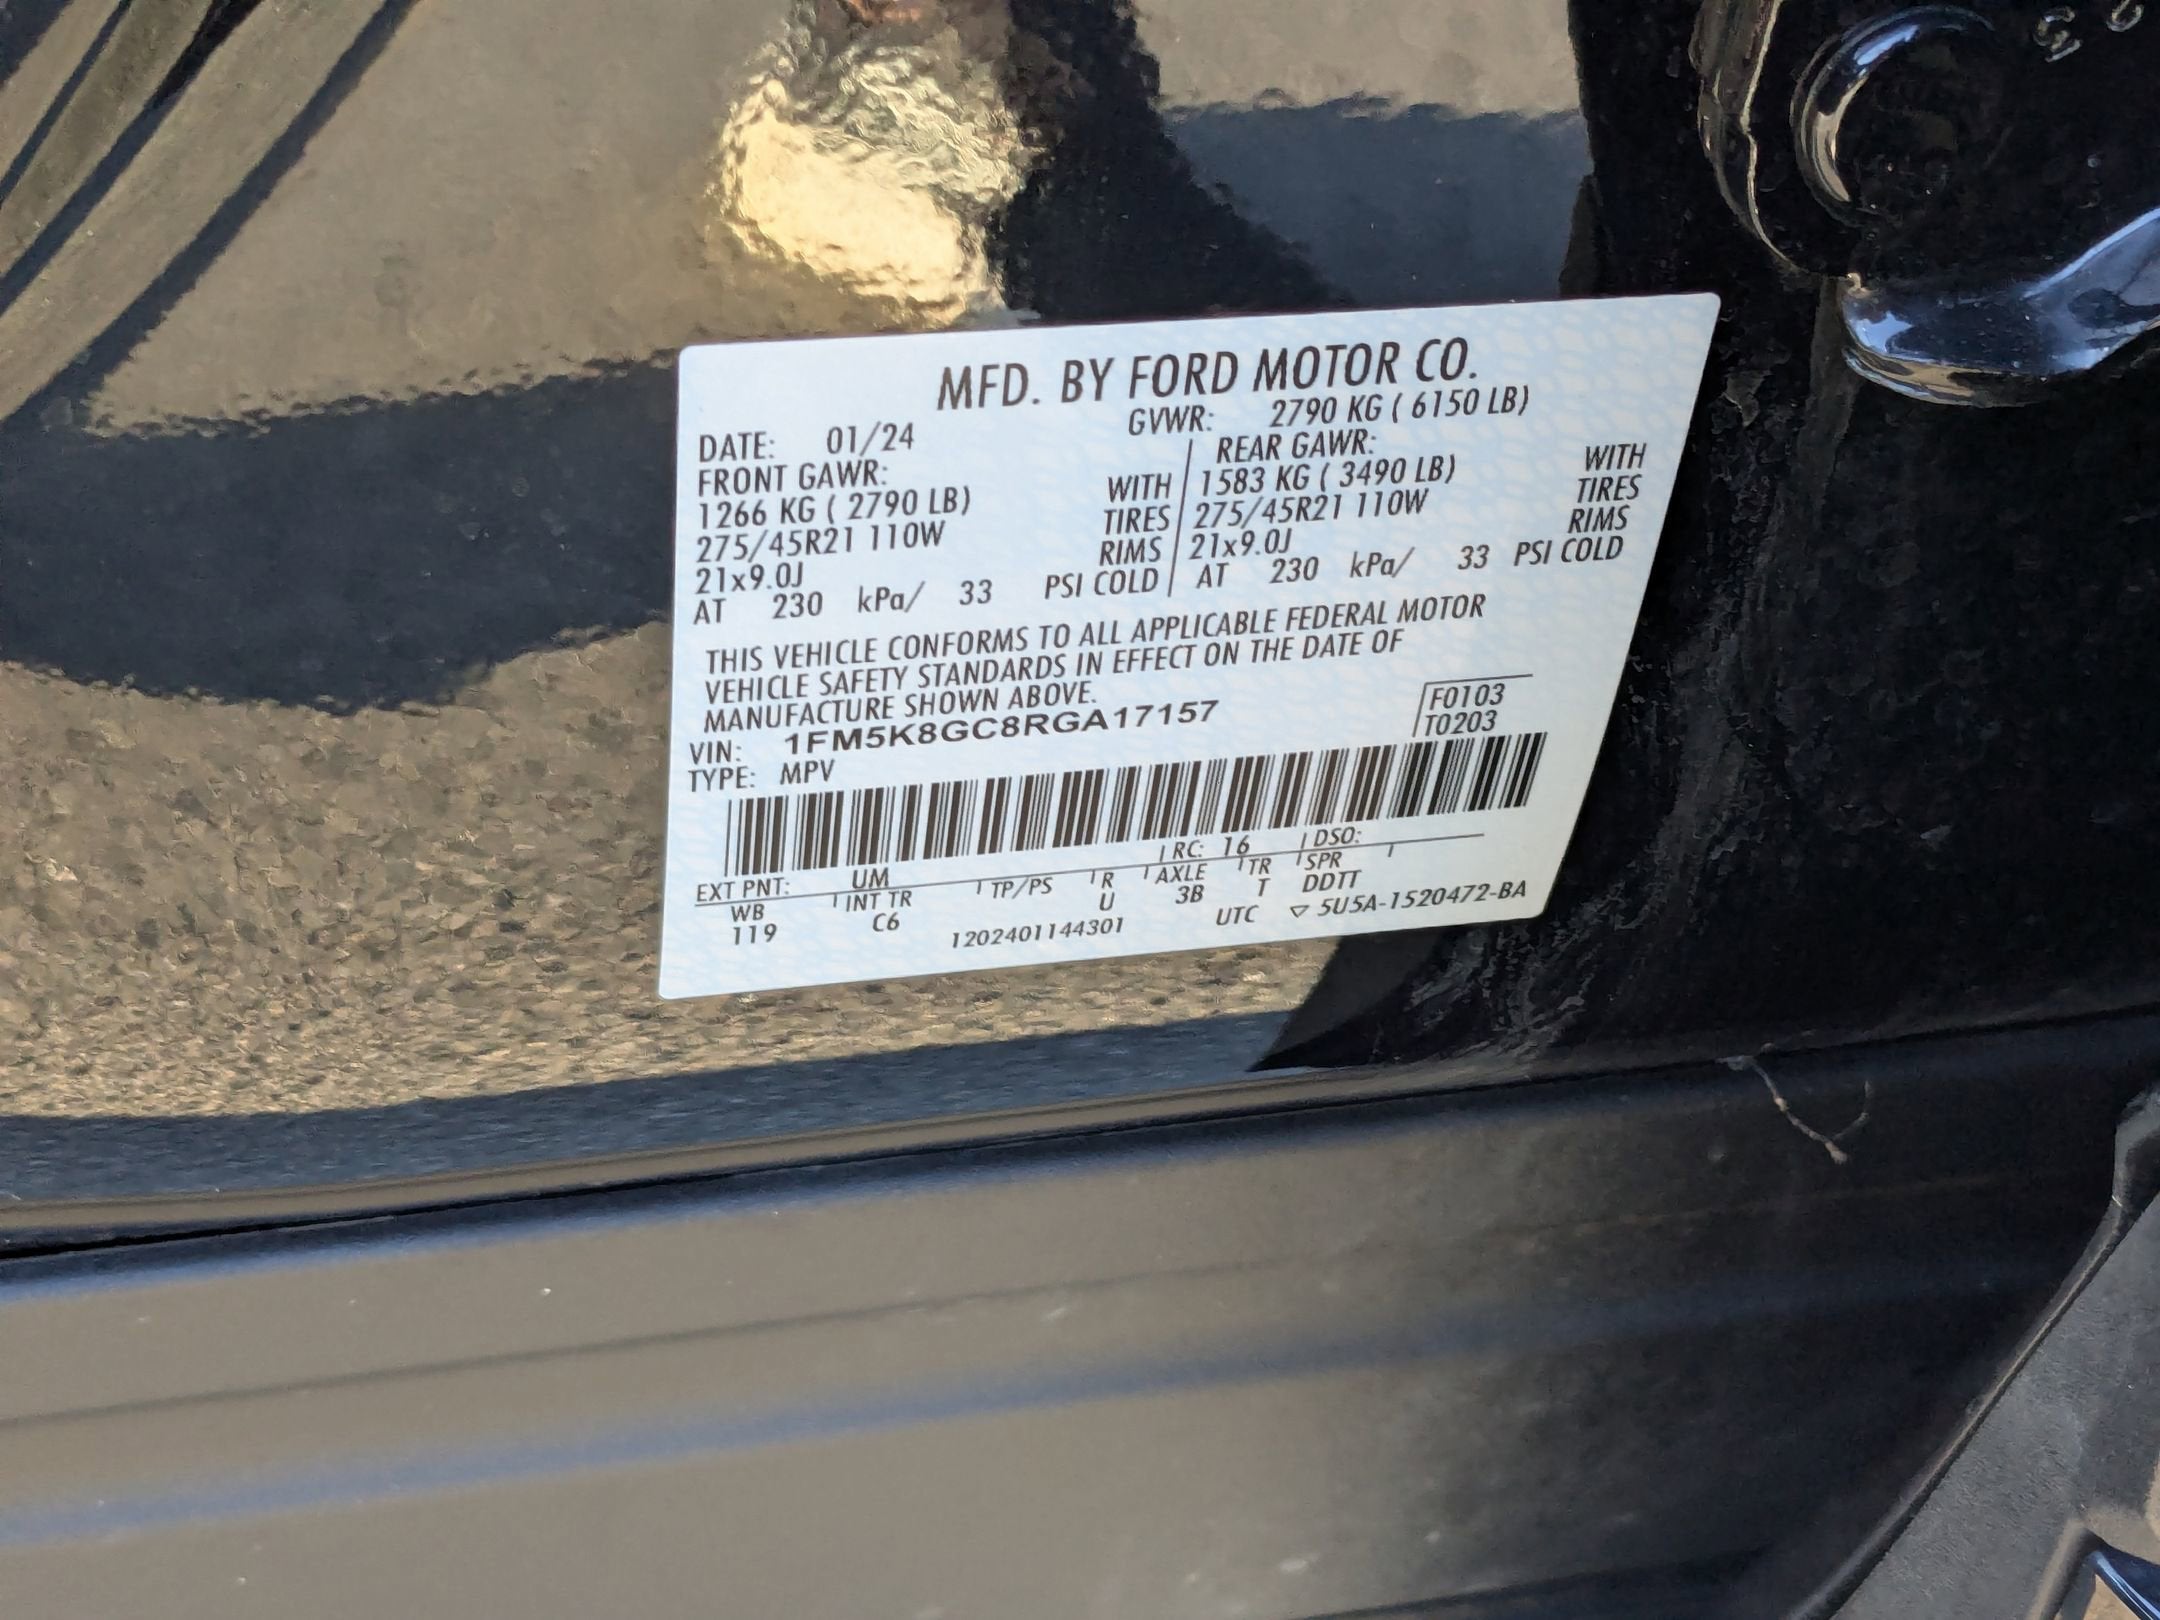 MFD. BY FORD MOTOR CO.
DATE: 01/24 GVWR: 2790 KG ( 6150 LB)
FRONT GAWR: REAR GAWR:
1266 KG ( 2790 LB) WITH 1583 KG ( 3490 LB) WITH
275/45R21 110W TIRES 275/45R21 110W TIRES
21x9.0J RIMS 21x9.0J RIMS
AT 230 kPa/ 33 PSI COLD AT 230 kPa/ 33 PSI COLD
THIS VEHICLE CONFORMS TO ALL APPLICABLE FEDERAL MOTOR
VEHICLE SAFETY STANDARDS IN EFFECT ON THE DATE OF
MANUFACTURE SHOWN ABOVE.
VIN: 1FM5K8GC8RGA17157 F0103
TYPE: MPV T0203
EXT PNT: UM RC: 16 DSO:
WB INT TR TP/PS R AXLE TR SPR
119 C6 U 3B T DDTT
1202401144301 UTC ▽ 5U5A-1520472-BA